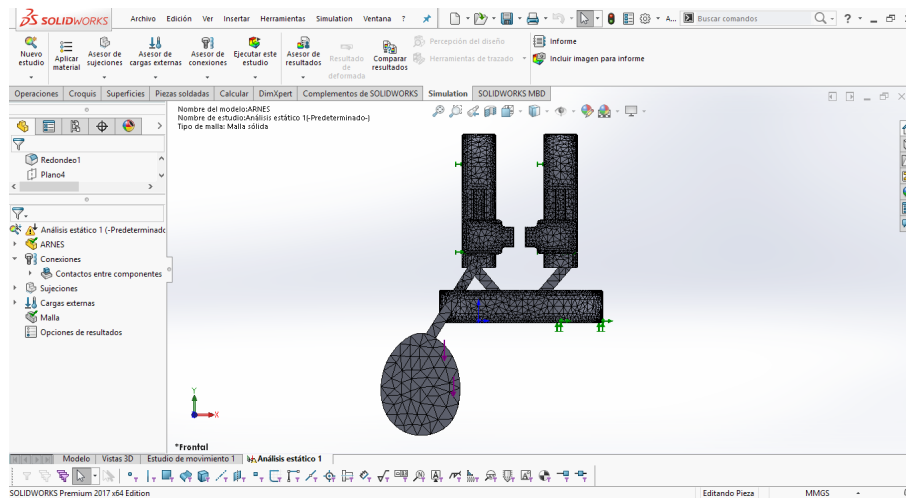 SOLIDWORKS Archivo Edición Ver Insertar Herramientas Simulation Ventana ? A... Buscar comandos ?
Nuevo estudio
Aplicar material
Asesor de sujeciones
Asesor de cargas externas
Asesor de conexiones
Ejecutar este estudio
Asesor de resultados
Resultado de deformada
Comparar resultados
Percepción del diseño
Herramientas de trazado
Informe
Incluir imagen para informe
Operaciones Croquis Superficies Piezas soldadas Calcular DimXpert Complementos de SOLIDWORKS Simulation SOLIDWORKS MBD
Nombre del modelo:ARNES
Nombre de estudio:Análisis estático 1(-Predeterminado-)
Tipo de malla: Malla sólida
Redondeo1
Plano4
Análisis estático 1 (-Predeterminado
ARNES
Conexiones
Contactos entre componentes
Sujeciones
Cargas externas
Malla
Opciones de resultados
Y
X
*Frontal
Modelo Vistas 3D Estudio de movimiento 1 Análisis estático 1
SOLIDWORKS Premium 2017 x64 Edition Editando Pieza MMGS